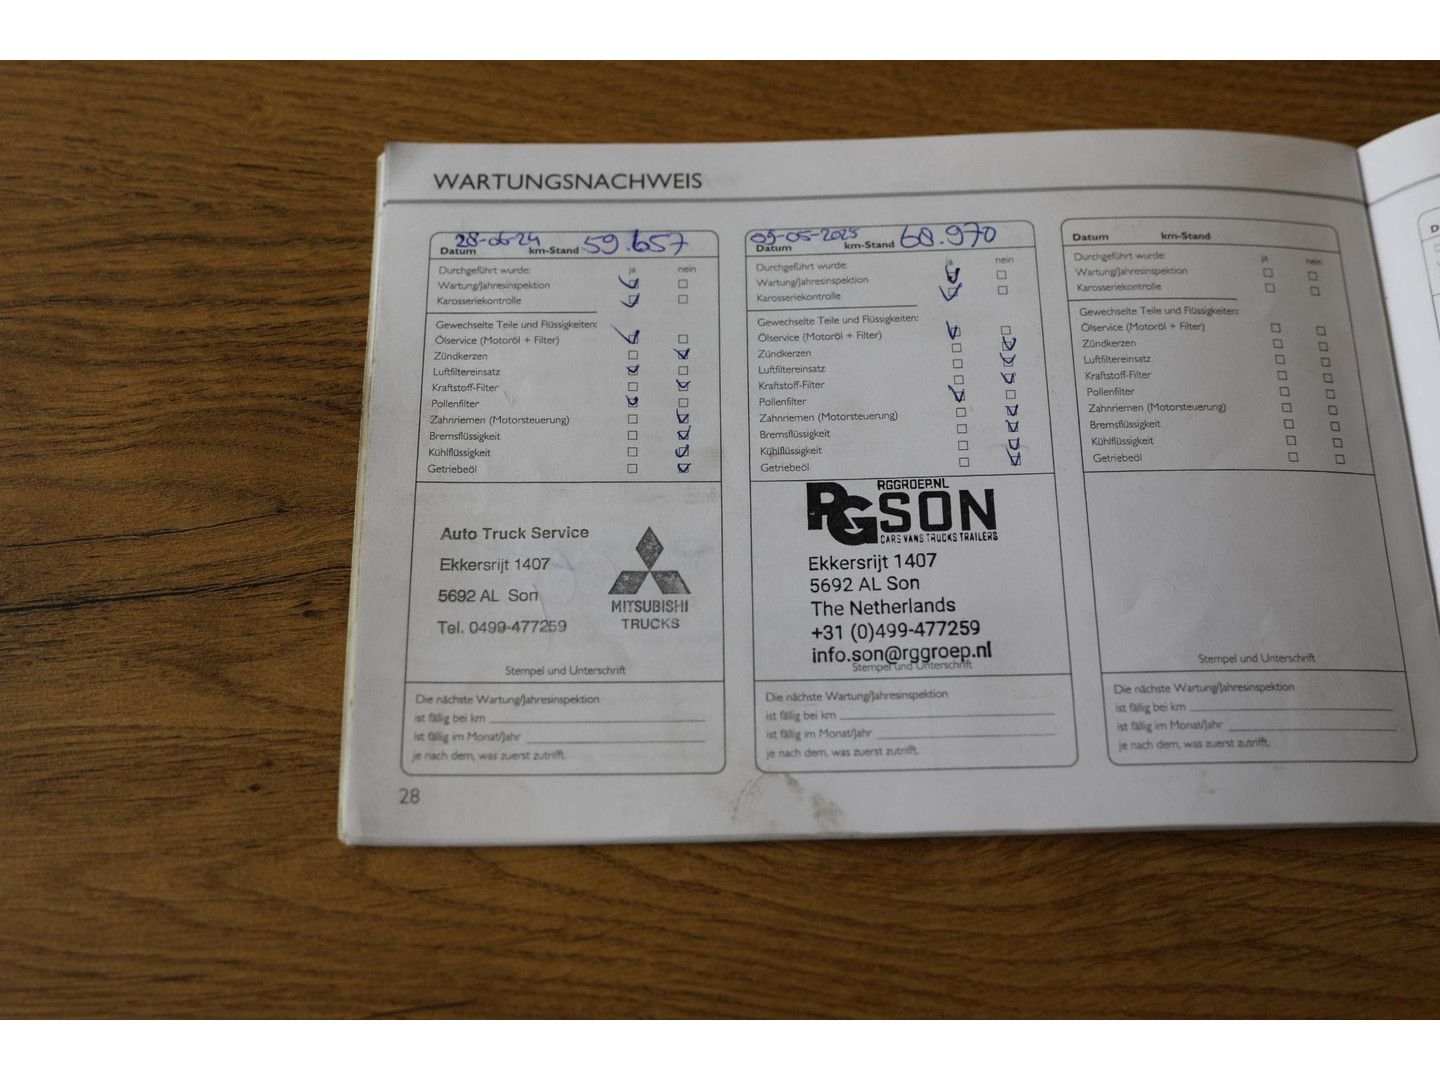 WARTUNGSNACHWEIS
28-06-24 59.657
Datum km-Stand
Durchgeführt wurde: ja nein
Wartung/Jahresinspektion
Karosseriekontrolle
Gewechselte Teile und Flüssigkeiten:
Ölservice (Motoröl + Filter)
Zündkerzen
Luftfiltereinsatz
Kraftstoff-Filter
Pollenfilter
Zahnriemen (Motorsteuerung)
Bremsflüssigkeit
Kühlflüssigkeit
Getriebeöl
Auto Truck Service
Ekkersrijt 1407
5692 AL Son
Tel. 0499-477259
MITSUBISHI
TRUCKS
Stempel und Unterschrift
Die nächste Wartung/Jahresinspektion
ist fällig bei km
ist fällig im Monat/Jahr
je nach dem, was zuerst zutrifft.
09-05-2025 68.970
Datum km-Stand
Durchgeführt wurde: ja nein
Wartung/Jahresinspektion
Karosseriekontrolle
Gewechselte Teile und Flüssigkeiten:
Ölservice (Motoröl + Filter)
Zündkerzen
Luftfiltereinsatz
Kraftstoff-Filter
Pollenfilter
Zahnriemen (Motorsteuerung)
Bremsflüssigkeit
Kühlflüssigkeit
Getriebeöl
RGGROEP.NL
RG SON
CARS VANS TRUCKS TRAILERS
Ekkersrijt 1407
5692 AL Son
The Netherlands
+31 (0)499-477259
info.son@rggroep.nl
Stempel und Unterschrift
Die nächste Wartung/Jahresinspektion
ist fällig bei km
ist fällig im Monat/Jahr
je nach dem, was zuerst zutrifft.
Datum km-Stand
Durchgeführt wurde: ja nein
Wartung/Jahresinspektion
Karosseriekontrolle
Gewechselte Teile und Flüssigkeiten:
Ölservice (Motoröl + Filter)
Zündkerzen
Luftfiltereinsatz
Kraftstoff-Filter
Pollenfilter
Zahnriemen (Motorsteuerung)
Bremsflüssigkeit
Kühlflüssigkeit
Getriebeöl
Stempel und Unterschrift
Die nächste Wartung/Jahresinspektion
ist fällig bei km
ist fällig im Monat/Jahr
je nach dem, was zuerst zutrifft.
28